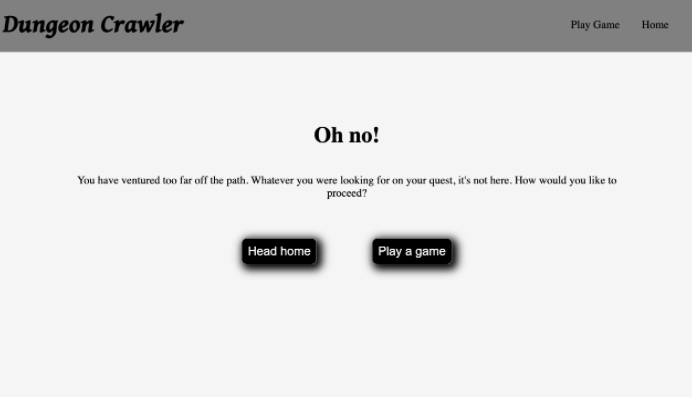 Dungeon Crawler
Play Game
Home
Oh no!
You have ventured too far off the path. Whatever you were looking for on your quest, it's not here. How would you like to
proceed?
Head home
Play a game